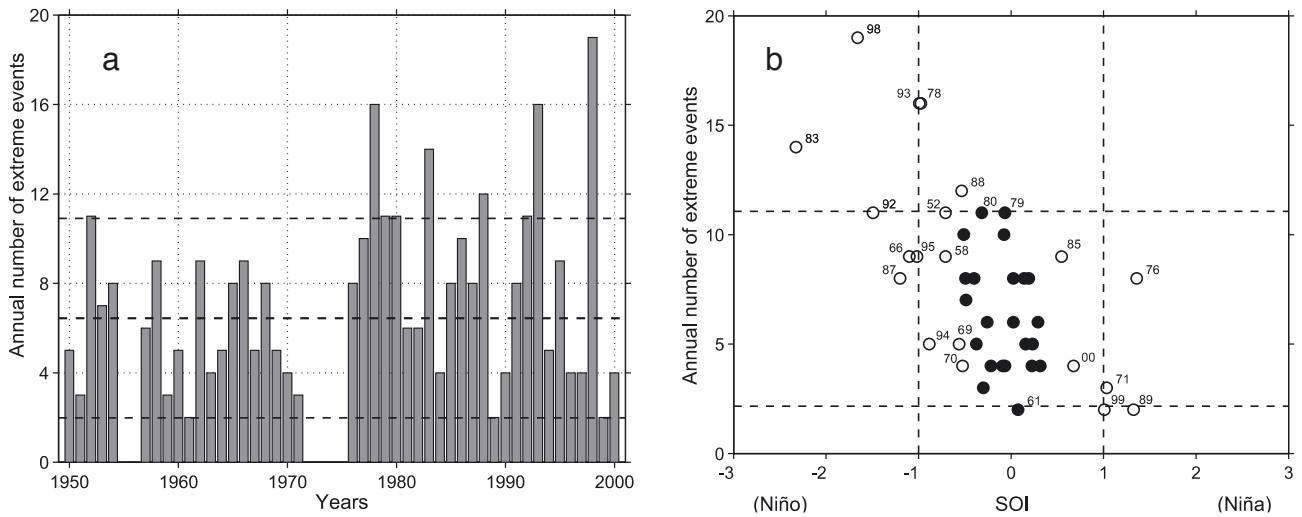 a
Annual number of extreme events
20
16
12
8
4
0
1950 1960 1970 1980 1990 2000
Years
b
Annual number of extreme events
20
15
10
5
0
98
93 78
83
88
92 52 80 79
66 95 58 85
87 76
94 69
70 00
71
61 99 89
-3 -2 -1 0 1 2 3
(Niño) SOI (Niña)